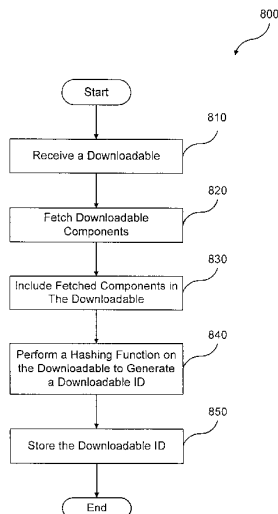 800
Start
810
Receive a Downloadable
820
Fetch Downloadable
Components
830
Include Fetched Components in
The Downloadable
840
Perform a Hashing Function on
the Downloadable to Generate
a Downloadable ID
850
Store the Downloadable ID
End